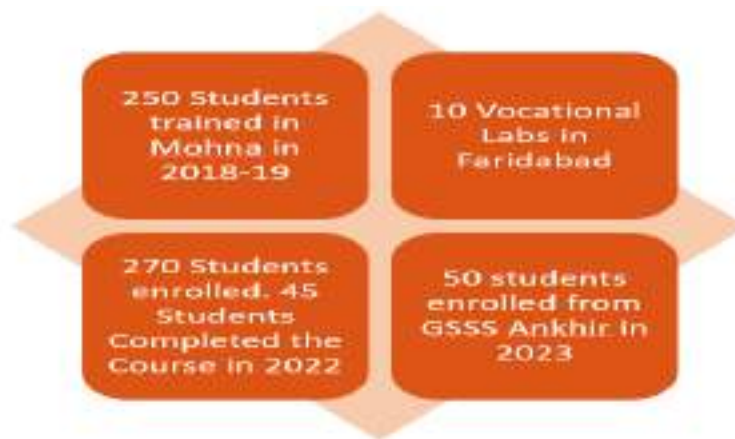 250 Students
trained in
Mohna in
2018-19
10 Vocational
Labs in
Faridabad
270 Students
enrolled. 45
Students
Completed the
Course in 2022
50 students
enrolled from
GSSS Ankhir in
2023